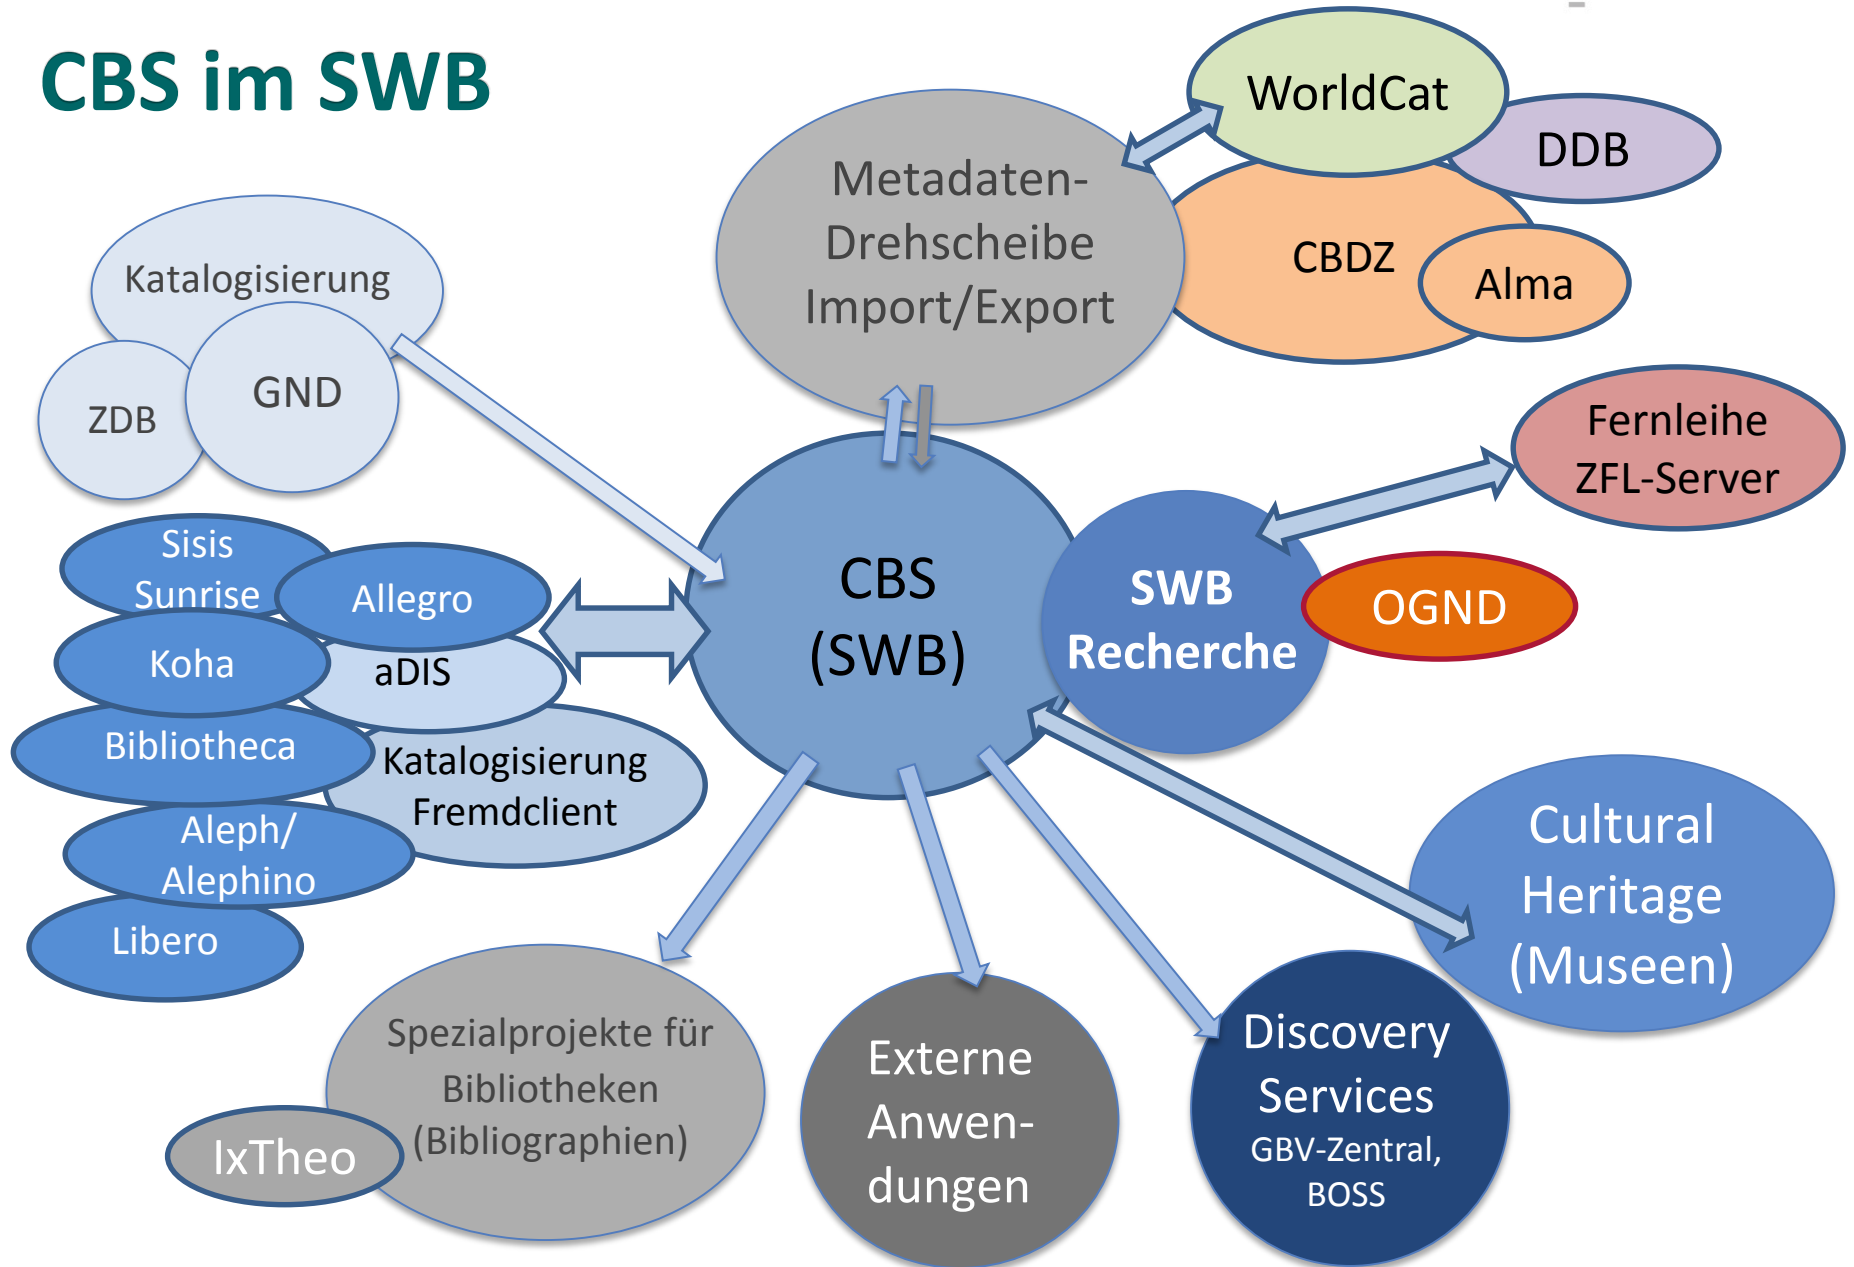 CBS im SWB
WorldCat
DDB
Metadaten-
Drehscheibe
Import/Export
CBDZ
Alma
Katalogisierung
GND
ZDB
Fernleihe
ZFL-Server
Sisis
Sunrise
Allegro
Koha
aDIS
Bibliotheca
Katalogisierung
Fremdclient
Aleph/
Alephino
Libero
CBS
(SWB)
SWB
Recherche
OGND
Cultural
Heritage
(Museen)
Spezialprojekte für
Bibliotheken
(Bibliographien)
IxTheo
Externe
Anwen-
dungen
Discovery
Services
GBV-Zentral,
BOSS